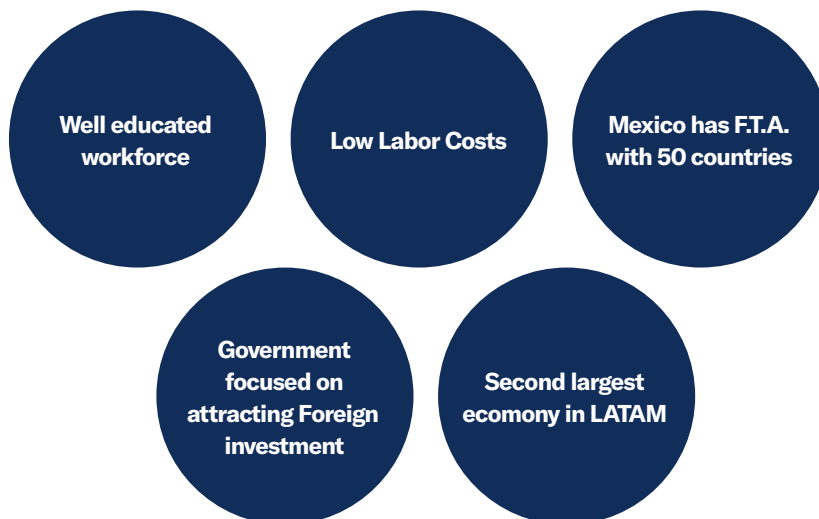 Well educated
workforce
Low Labor Costs
Mexico has F.T.A.
with 50 countries
Government
focused on
attracting Foreign
investment
Second largest
ecomony in LATAM